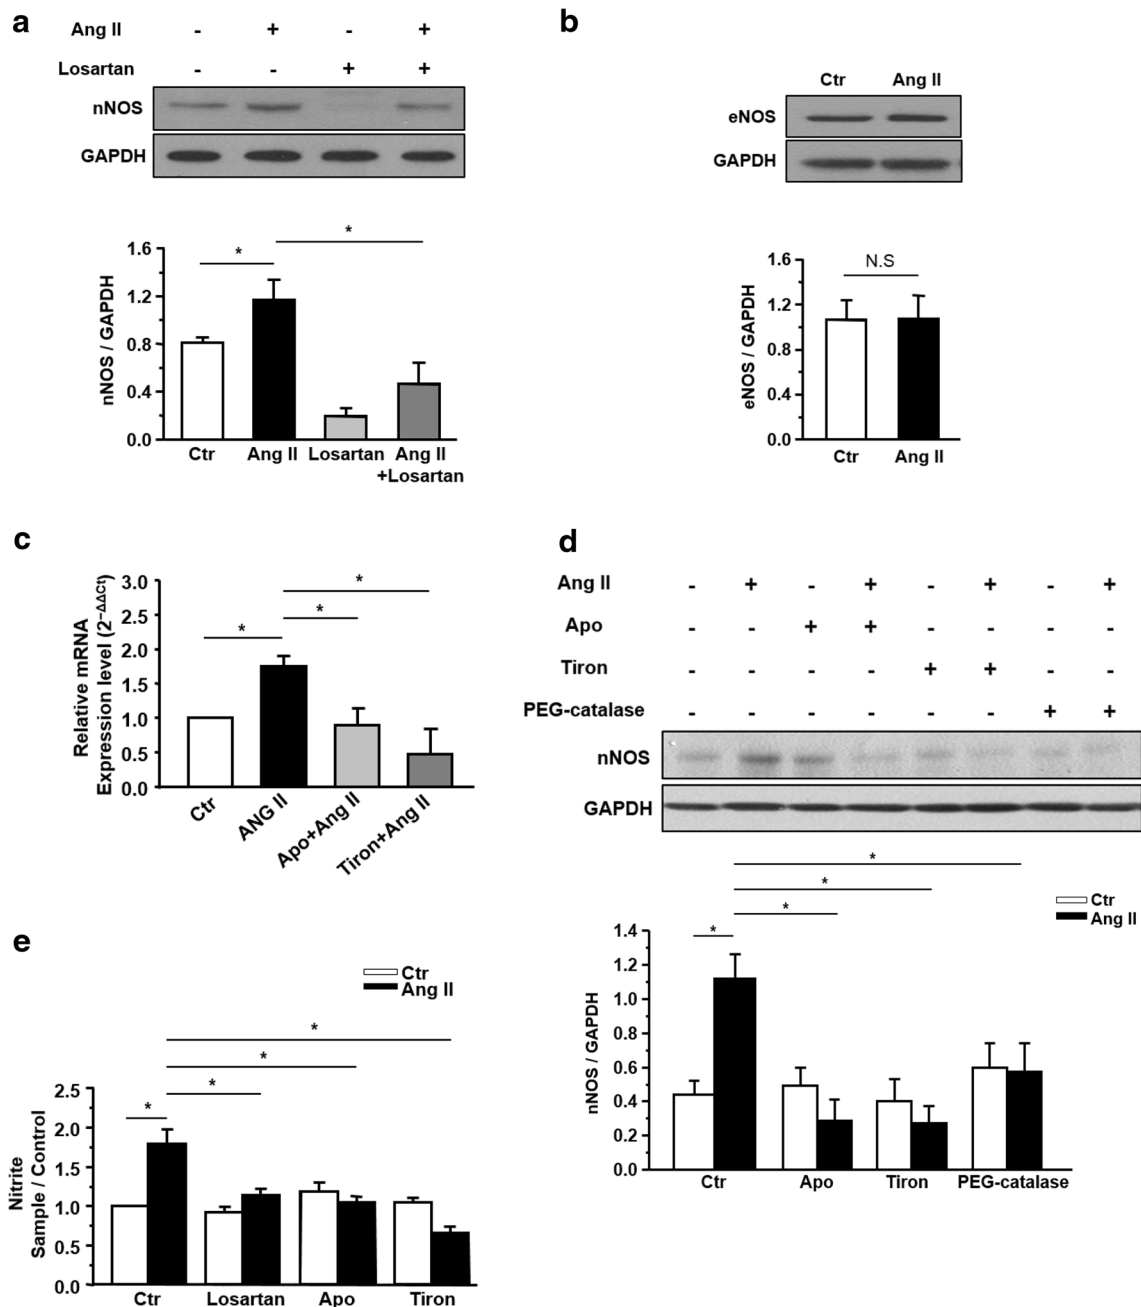 a
Ang II - + - +
Losartan - - + +
nNOS
GAPDH
nNOS / GAPDH
1.6
1.2
0.8
0.4
0.0
*
*
Ctr Ang II Losartan Ang II
+Losartan
b
Ctr Ang II
eNOS
GAPDH
eNOS / GAPDH
1.6
1.2
0.8
0.4
0.0
N.S
Ctr Ang II
c
Relative mRNA
Expression level (2−ΔΔCt)
3.0
2.5
2.0
1.5
1.0
0.5
0.0
*
*
*
Ctr
ANG II
Apo+Ang II
Tiron+Ang II
d
Ang II - + - + - + - +
Apo - - + + - - - -
Tiron - - - - + + - -
PEG-catalase - - - - - - + +
nNOS
GAPDH
*
*
*
*
Ctr
Ang II
nNOS / GAPDH
1.4
1.2
1.0
0.8
0.6
0.4
0.2
0.0
Ctr Apo Tiron PEG-catalase
e
Ctr
Ang II
*
*
*
*
Nitrite
Sample / Control
2.5
2.0
1.5
1.0
0.5
0.0
Ctr Losartan Apo Tiron